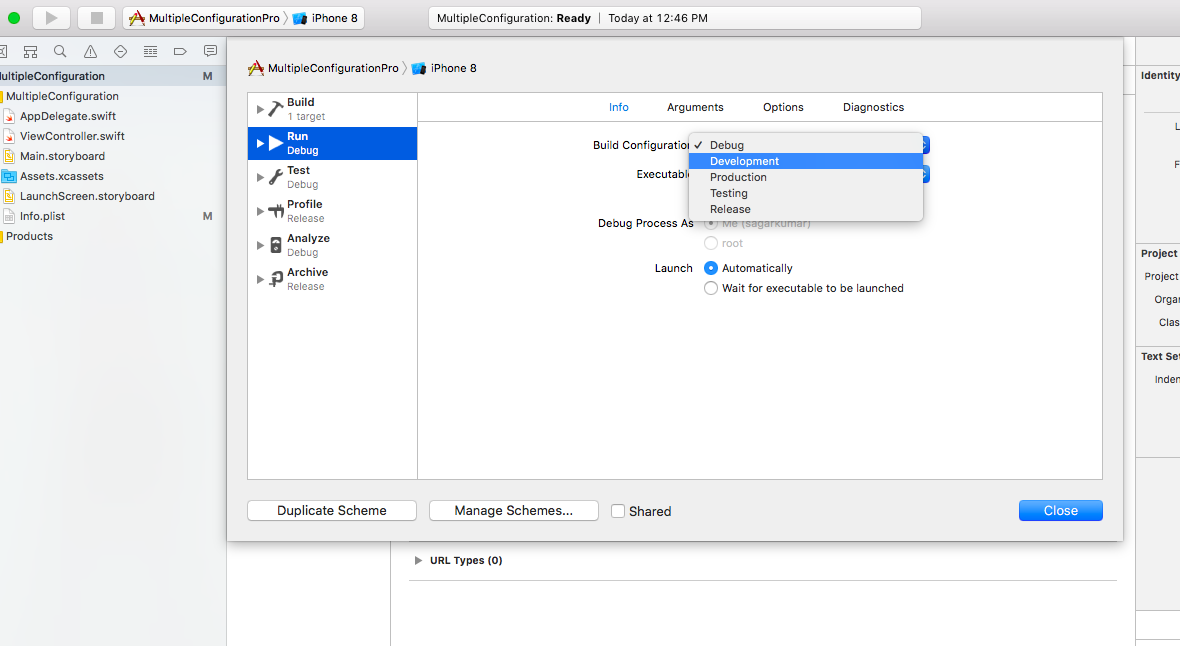 MultipleConfigurationPro iPhone 8
MultipleConfiguration: Ready | Today at 12:46 PM
ultipleConfiguration M
MultipleConfiguration
AppDelegate.swift
ViewController.swift
Main.storyboard
Assets.xcassets
LaunchScreen.storyboard
Info.plist M
Products
MultipleConfigurationPro iPhone 8
Build
1 target
Run
Debug
Test
Debug
Profile
Release
Analyze
Debug
Archive
Release
Info Arguments Options Diagnostics
Build Configuration
✓ Debug
Development
Production
Testing
Release
Executable
Debug Process As Me (sagarkumar)
root
Launch Automatically
Wait for executable to be launched
Duplicate Scheme Manage Schemes... Shared Close
URL Types (0)
Identity
L
F
Project
Project
Orga
Clas
Text Set
Inden